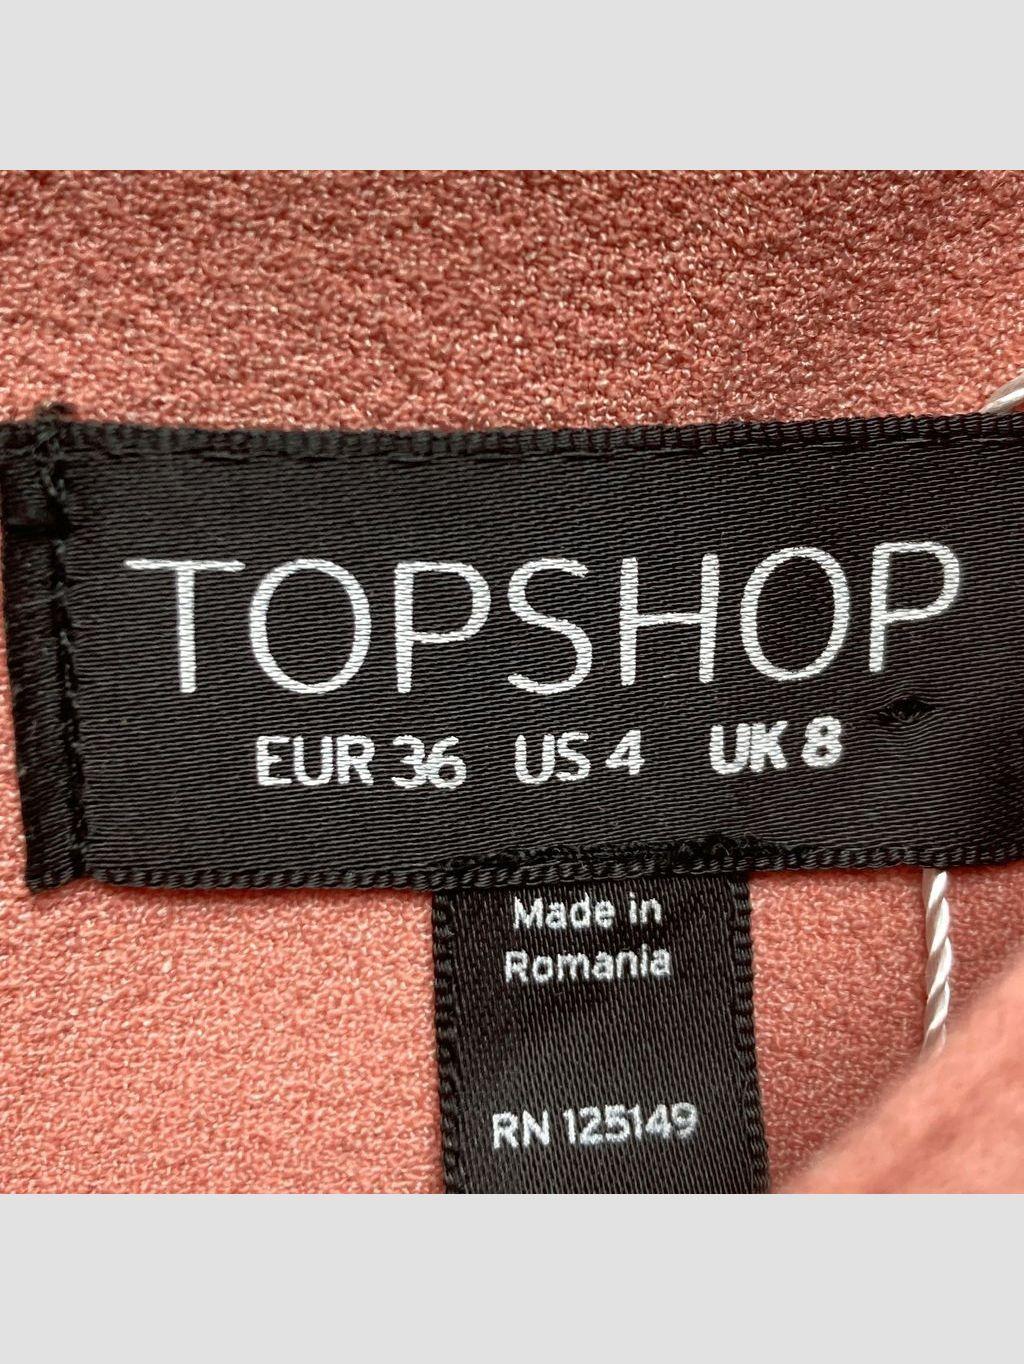 TOPSHOP
EUR 36 US 4 UK 8
Made in
Romania
RN 125149